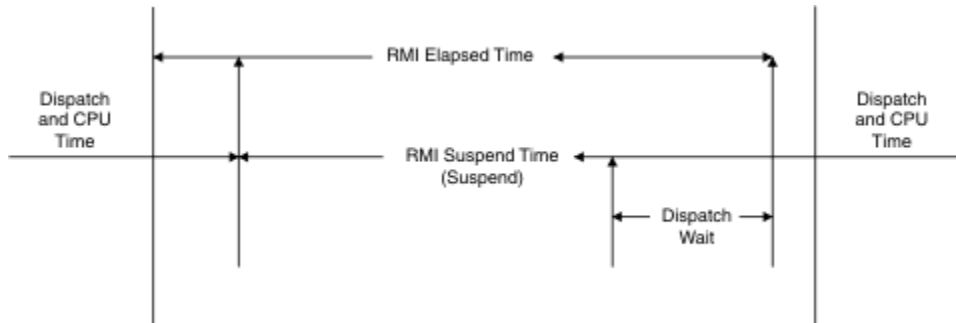 RMI Elapsed Time
Dispatch
and CPU
Time
Dispatch
and CPU
Time
RMI Suspend Time
(Suspend)
Dispatch
Wait